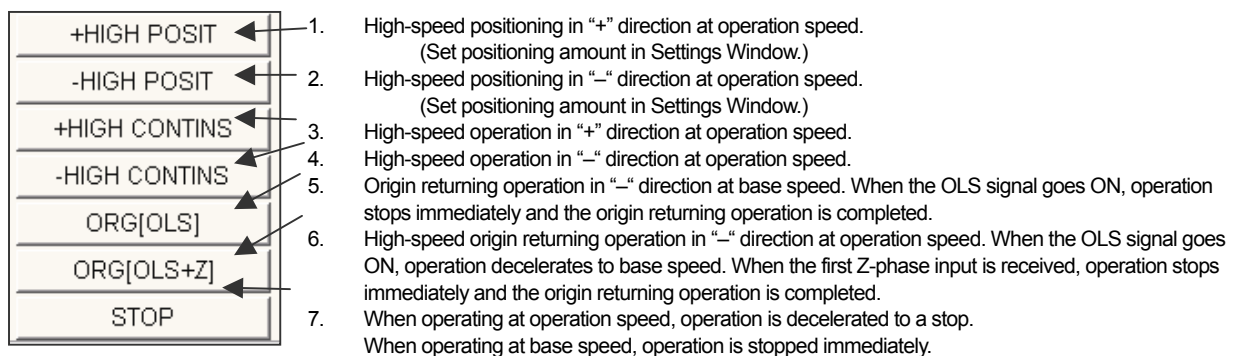 +HIGH POSIT
-HIGH POSIT
+HIGH CONTINS
-HIGH CONTINS
ORG[OLS]
ORG[OLS+Z]
STOP
1. High-speed positioning in “+” direction at operation speed.
(Set positioning amount in Settings Window.)
2. High-speed positioning in “–“ direction at operation speed.
(Set positioning amount in Settings Window.)
3. High-speed operation in “+” direction at operation speed.
4. High-speed operation in “–“ direction at operation speed.
5. Origin returning operation in “–“ direction at base speed. When the OLS signal goes ON, operation
stops immediately and the origin returning operation is completed.
6. High-speed origin returning operation in “–“ direction at operation speed. When the OLS signal goes
ON, operation decelerates to base speed. When the first Z-phase input is received, operation stops
immediately and the origin returning operation is completed.
7. When operating at operation speed, operation is decelerated to a stop.
When operating at base speed, operation is stopped immediately.